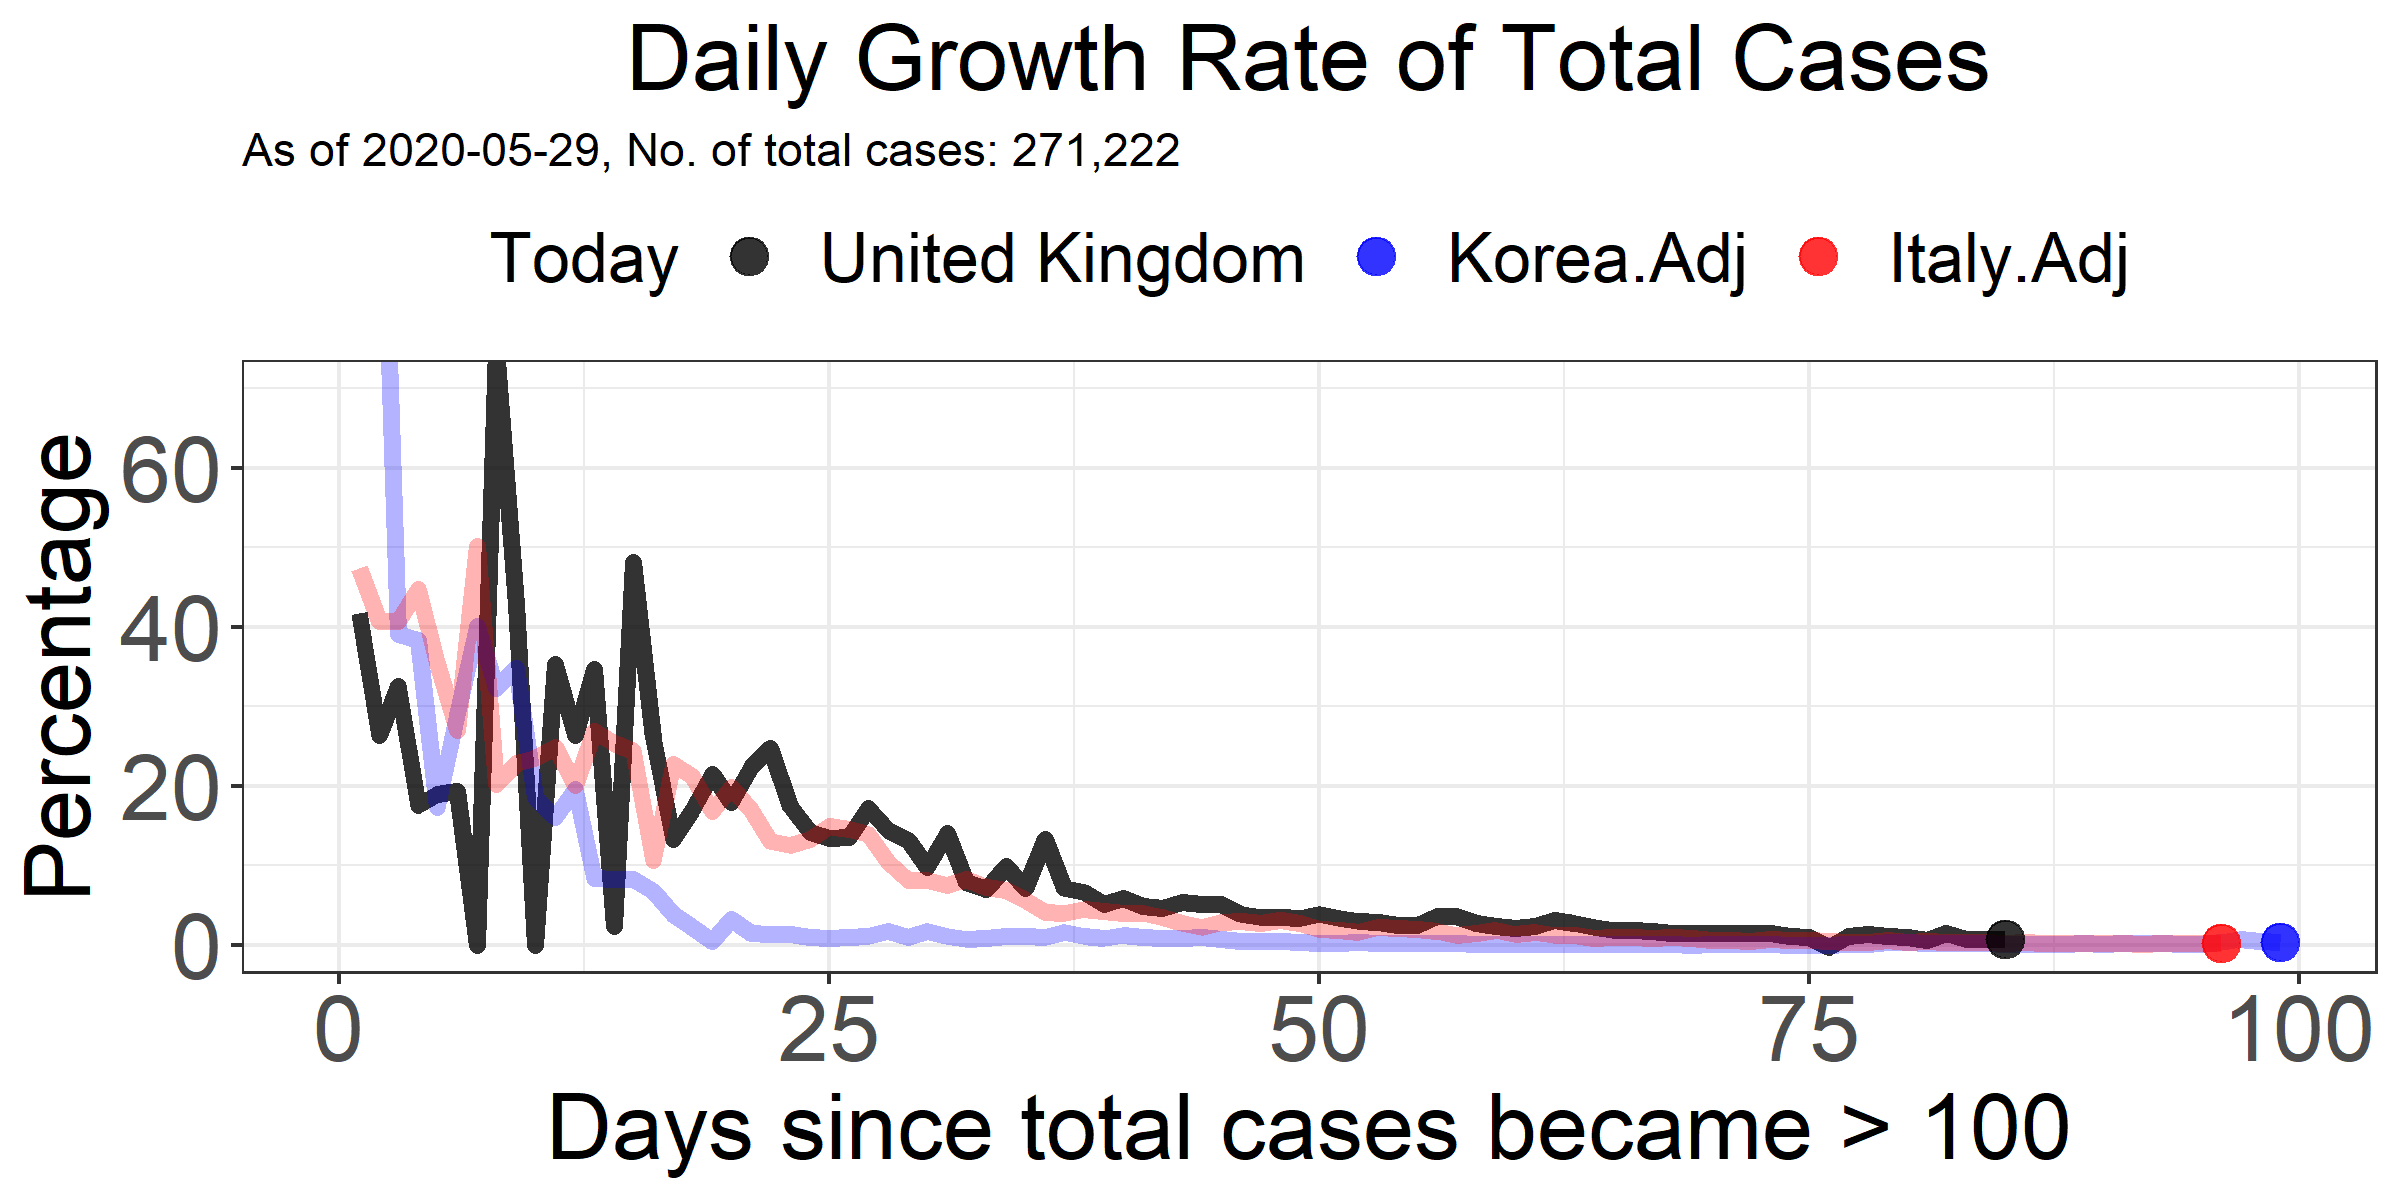 Daily Growth Rate of Total Cases
As of 2020-05-29, No. of total cases: 271,222
Today United Kingdom Korea.Adj Italy.Adj
Percentage
60
40
20
0
0 25 50 75 100
Days since total cases became > 100